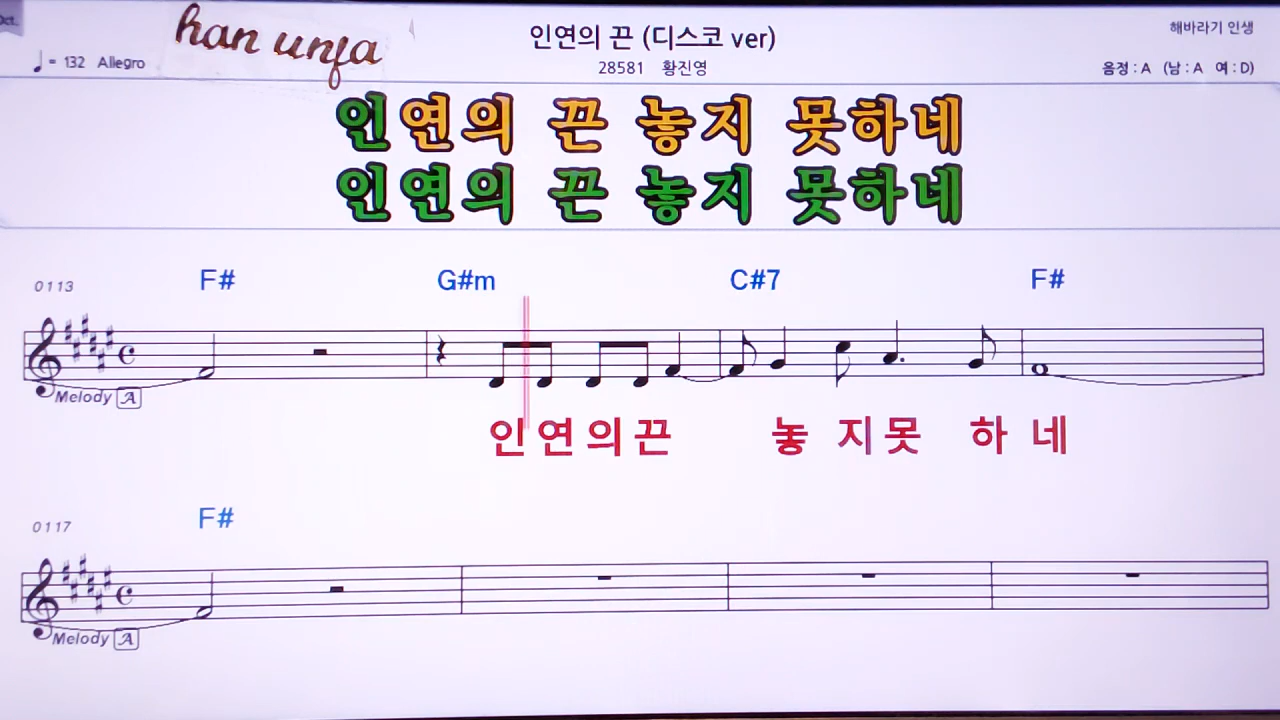 oct.
han unja
인연의 끈 (디스코 ver)
해바라기 인생
♩= 132 Allegro
28581 황진영
음정 : A (남 : A 여 : D)
인연의 끈 놓지 못하네
인연의 끈 놓지 못하네
F# G#m C#7 F#
0113
Melody A
인 연 의 끈 놓 지 못 하 네
F#
0117
Melody A